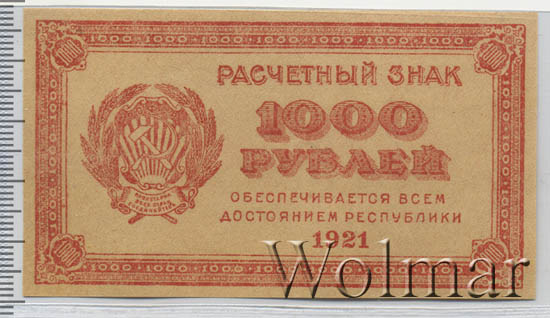 РАСЧЕТНЫЙ ЗНАК
1000
РУБЛЕЙ
ОБЕСПЕЧИВАЕТСЯ ВСЕМ
ДОСТОЯНИЕМ РЕСПУБЛИКИ
1921
Wolmar